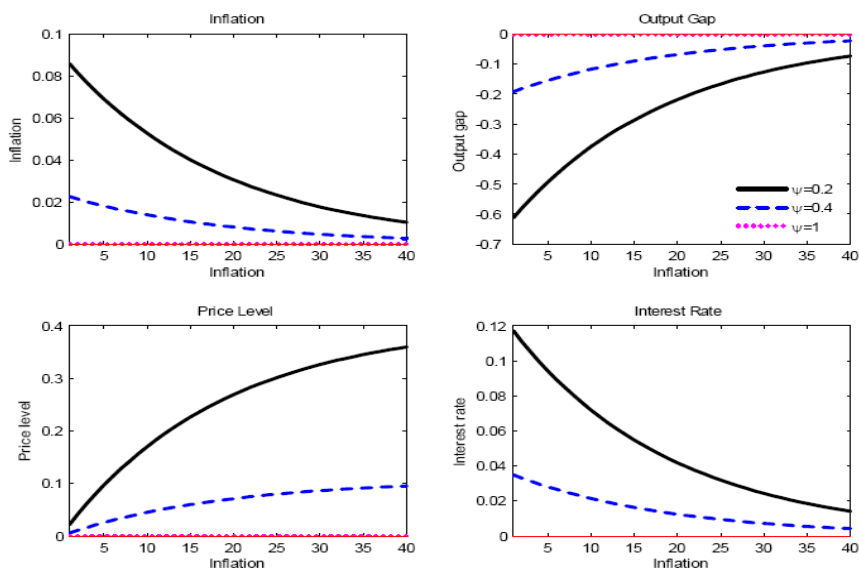 Inflation
0.1
0.08
0.06
0.04
0.02
0
Inflation
5 10 15 20 25 30 35 40
Inflation
Output Gap
0
-0.1
-0.2
-0.3
-0.4
-0.5
-0.6
-0.7
Output gap
ψ=0.2
ψ=0.4
ψ=1
5 10 15 20 25 30 35 40
Inflation
Price Level
0.4
0.3
0.2
0.1
0
Price level
5 10 15 20 25 30 35 40
Inflation
Interest Rate
0.12
0.1
0.08
0.06
0.04
0.02
0
Interest rate
5 10 15 20 25 30 35 40
Inflation